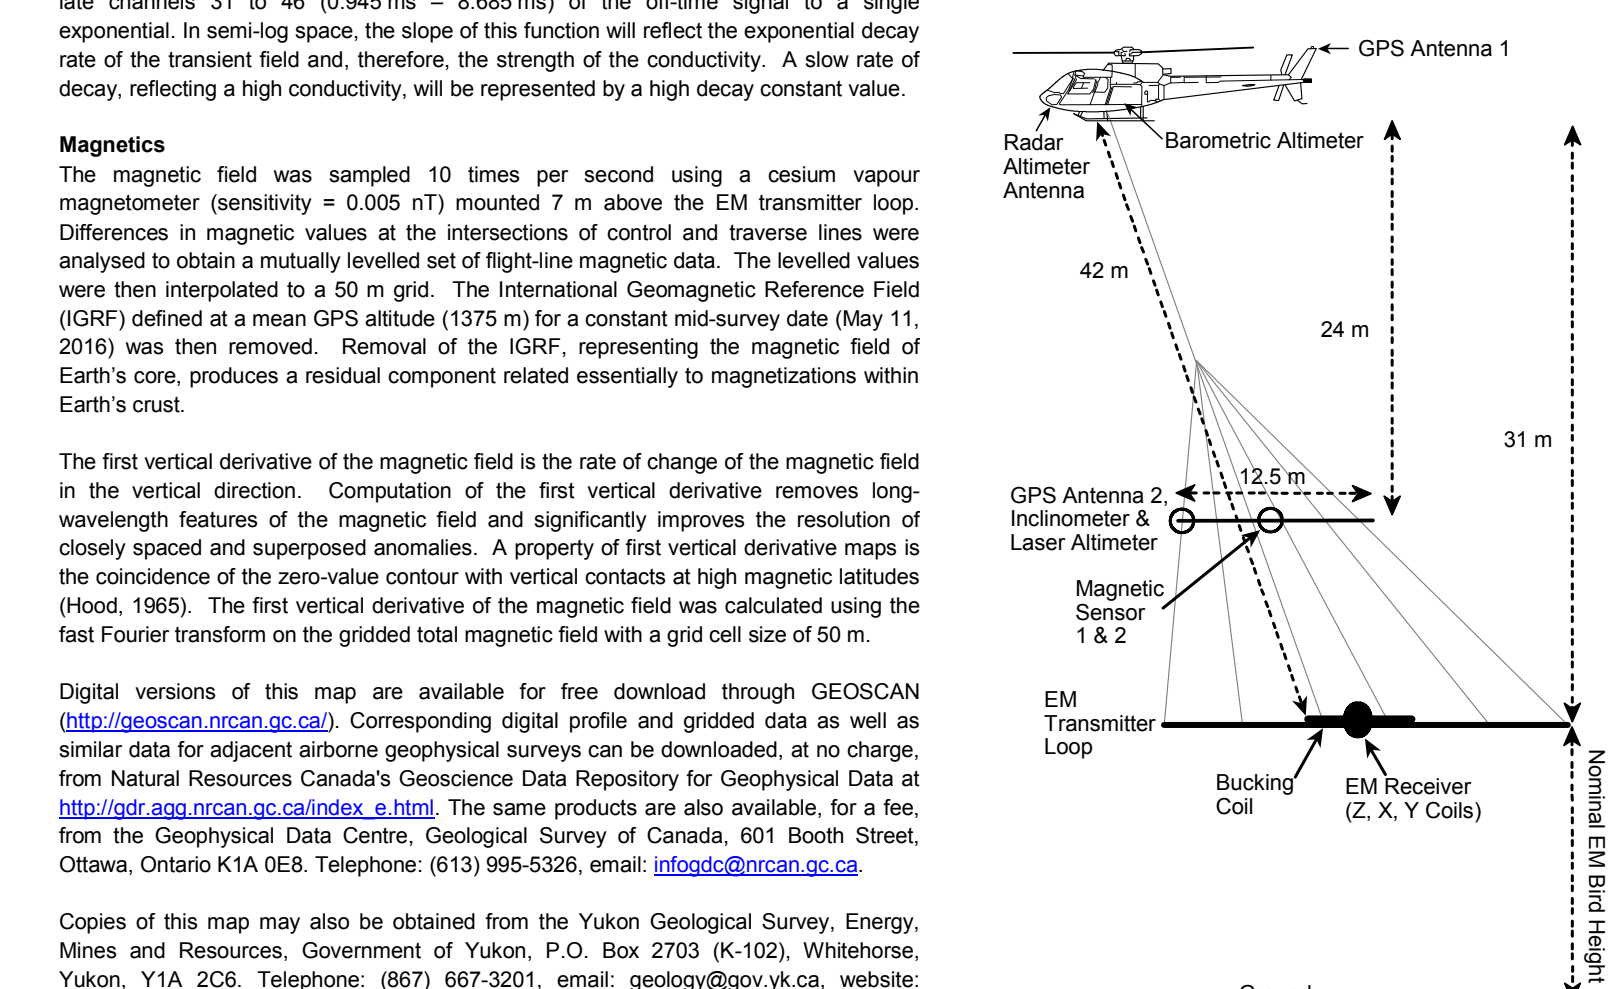 late channels 31 to 46 (0.945 ms – 8.685 ms) of the off-time signal to a single
exponential. In semi-log space, the slope of this function will reflect the exponential decay
rate of the transient field and, therefore, the strength of the conductivity.  A slow rate of
decay, reflecting a high conductivity, will be represented by a high decay constant value.
Magnetics
The magnetic field was sampled 10 times per second using a cesium vapour
magnetometer (sensitivity = 0.005 nT) mounted 7 m above the EM transmitter loop.
Differences in magnetic values at the intersections of control and traverse lines were
analysed to obtain a mutually levelled set of flight-line magnetic data.  The levelled values
were then interpolated to a 50 m grid.  The International Geomagnetic Reference Field
(IGRF) defined at a mean GPS altitude (1375 m) for a constant mid-survey date (May 11,
2016) was then removed.  Removal of the IGRF, representing the magnetic field of
Earth's core, produces a residual component related essentially to magnetizations within
Earth's crust.
The first vertical derivative of the magnetic field is the rate of change of the magnetic field
in the vertical direction.  Computation of the first vertical derivative removes long-
wavelength features of the magnetic field and significantly improves the resolution of
closely spaced and superposed anomalies.  A property of first vertical derivative maps is
the coincidence of the zero-value contour with vertical contacts at high magnetic latitudes
(Hood, 1965).  The first vertical derivative of the magnetic field was calculated using the
fast Fourier transform on the gridded total magnetic field with a grid cell size of 50 m.
Digital versions of this map are available for free download through GEOSCAN
(http://geoscan.nrcan.gc.ca/). Corresponding digital profile and gridded data as well as
similar data for adjacent airborne geophysical surveys can be downloaded, at no charge,
from Natural Resources Canada's Geoscience Data Repository for Geophysical Data at
http://gdr.agg.nrcan.gc.ca/index_e.html. The same products are also available, for a fee,
from the Geophysical Data Centre, Geological Survey of Canada, 601 Booth Street,
Ottawa, Ontario K1A 0E8. Telephone: (613) 995-5326, email: infogdc@nrcan.gc.ca.
Copies of this map may also be obtained from the Yukon Geological Survey, Energy,
Mines and Resources, Government of Yukon, P.O. Box 2703 (K-102), Whitehorse,
Yukon, Y1A 2C6. Telephone: (867) 667-3201, email: geology@gov.yk.ca, website:
GPS Antenna 1
Radar
Altimeter
Antenna
Barometric Altimeter
42 m
24 m
31 m
12.5 m
GPS Antenna 2,
Inclinometer &
Laser Altimeter
Magnetic
Sensor
1 & 2
EM
Transmitter
Loop
Bucking
Coil
EM Receiver
(Z, X, Y Coils)
Nominal EM Bird Height